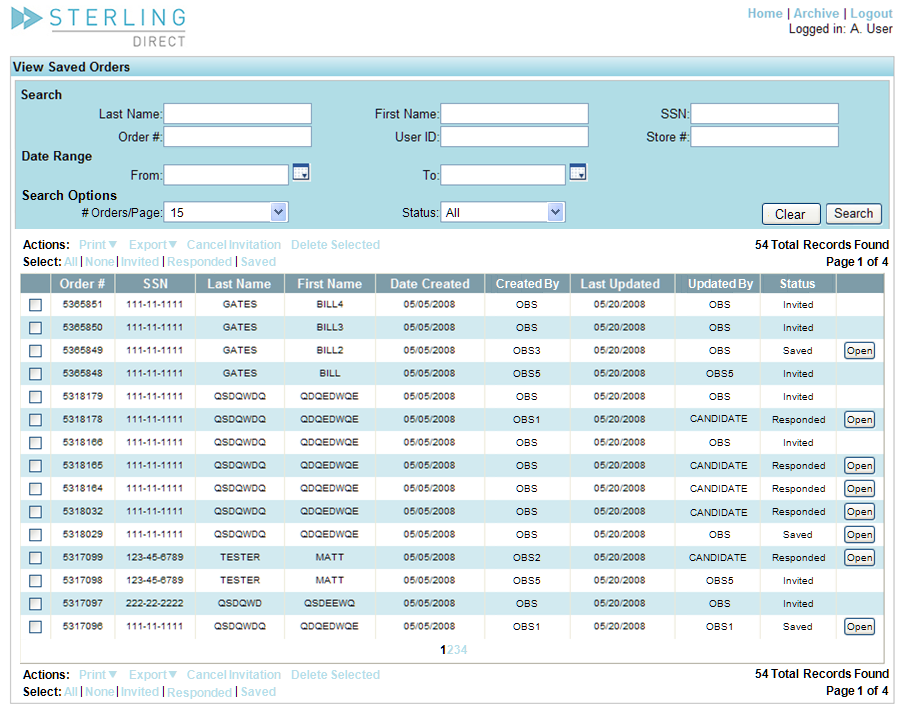 STERLING
DIRECT
Home | Archive | Logout
Logged in: A. User
View Saved Orders
Search
Last Name: First Name: SSN:
Order #: User ID: Store #:
Date Range
From: To:
Search Options
# Orders/Page: 15 Status: All Clear Search
Actions: Print Export Cancel Invitation Delete Selected 54 Total Records Found
Select: All | None | Invited | Responded | Saved Page 1 of 4
Order # SSN Last Name First Name Date Created Created By Last Updated Updated By Status
5365851 111-11-1111 GATES BILL4 05/05/2008 OBS 05/20/2008 OBS Invited
5365850 111-11-1111 GATES BILL3 05/05/2008 OBS 05/20/2008 OBS Invited
5365849 111-11-1111 GATES BILL2 05/05/2008 OBS3 05/20/2008 OBS Saved Open
5365848 111-11-1111 GATES BILL 05/05/2008 OBS5 05/20/2008 OBS5 Invited
5318179 111-11-1111 QSDQWDQ QDQEDWQE 05/05/2008 OBS 05/20/2008 OBS Invited
5318178 111-11-1111 QSDQWDQ QDQEDWQE 05/05/2008 OBS1 05/20/2008 CANDIDATE Responded Open
5318166 111-11-1111 QSDQWDQ QDQEDWQE 05/05/2008 OBS 05/20/2008 OBS Invited
5318165 111-11-1111 QSDQWDQ QDQEDWQE 05/05/2008 OBS 05/20/2008 CANDIDATE Responded Open
5318164 111-11-1111 QSDQWDQ QDQEDWQE 05/05/2008 OBS 05/20/2008 CANDIDATE Responded Open
5318032 111-11-1111 QSDQWDQ QDQEDWQE 05/05/2008 OBS 05/20/2008 CANDIDATE Responded Open
5318029 111-11-1111 QSDQWDQ QDQEDWQE 05/05/2008 OBS 05/20/2008 OBS Saved Open
5317099 123-45-6789 TESTER MATT 05/05/2008 OBS2 05/20/2008 CANDIDATE Responded Open
5317098 123-45-6789 TESTER MATT 05/05/2008 OBS5 05/20/2008 OBS5 Invited
5317097 222-22-2222 QSDQWD QSDEEWQ 05/05/2008 OBS 05/20/2008 OBS Invited
5317096 111-11-1111 QSDQWDQ QDQEDWQE 05/05/2008 OBS1 05/20/2008 OBS1 Saved Open
1234
Actions: Print Export Cancel Invitation Delete Selected 54 Total Records Found
Select: All | None | Invited | Responded | Saved Page 1 of 4